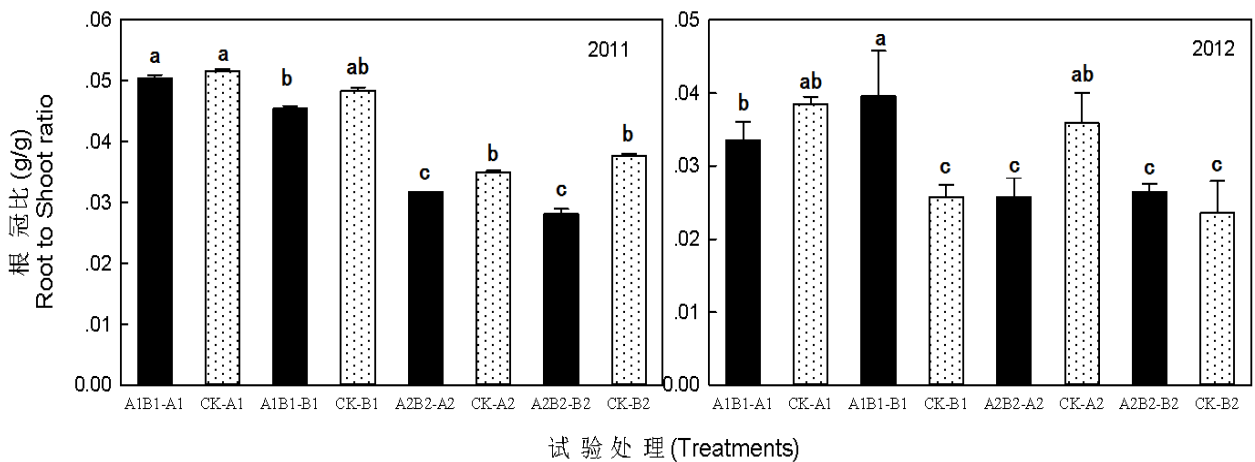 根 冠 比 (g/g)
Root to Shoot ratio
.06
.05
.04
.03
.02
.01
0.00
2011
a
a
b
ab
c
b
c
b
A1B1-A1 CK-A1 A1B1-B1 CK-B1 A2B2-A2 CK-A2 A2B2-B2 CK-B2
.05
.04
.03
.02
.01
0.00
2012
b
ab
a
c
c
ab
c
c
A1B1-A1 CK-A1 A1B1-B1 CK-B1 A2B2-A2 CK-A2 A2B2-B2 CK-B2
试 验 处 理 (Treatments)